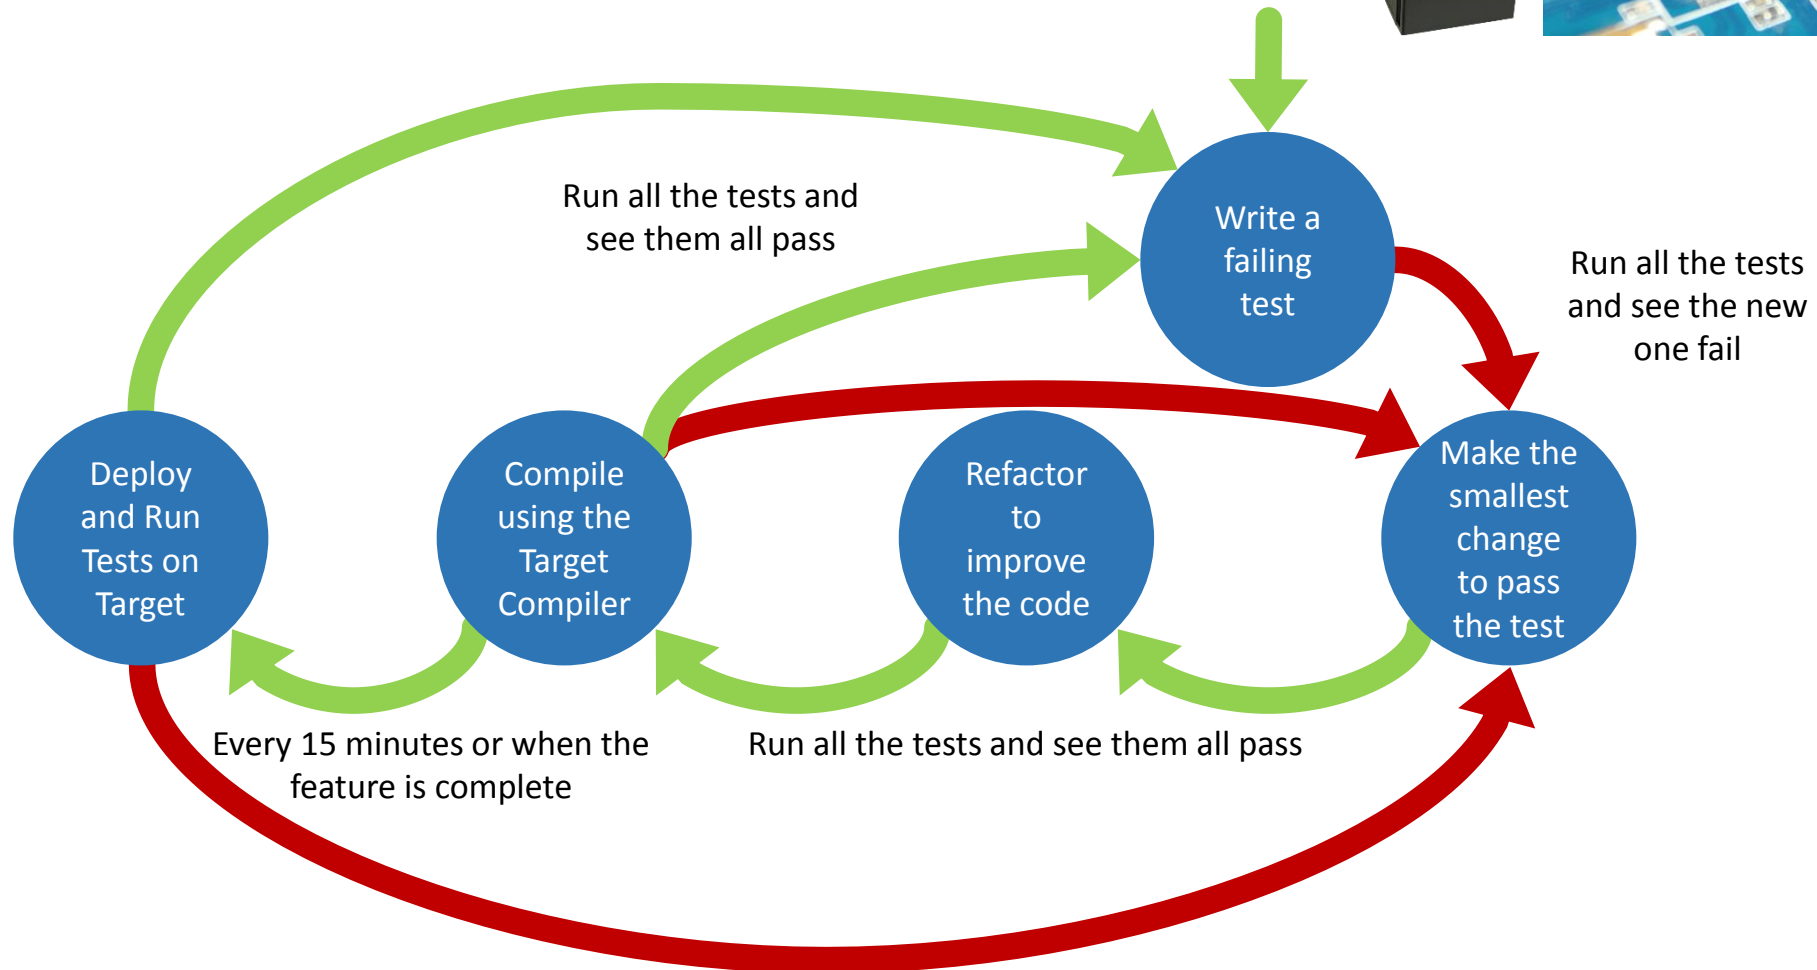 Run all the tests and
see them all pass
Write a
failing
test
Run all the tests
and see the new
one fail
Deploy
and Run
Tests on
Target
Compile
using the
Target
Compiler
Refactor
to
improve
the code
Make the
smallest
change
to pass
the test
Every 15 minutes or when the
feature is complete
Run all the tests and see them all pass